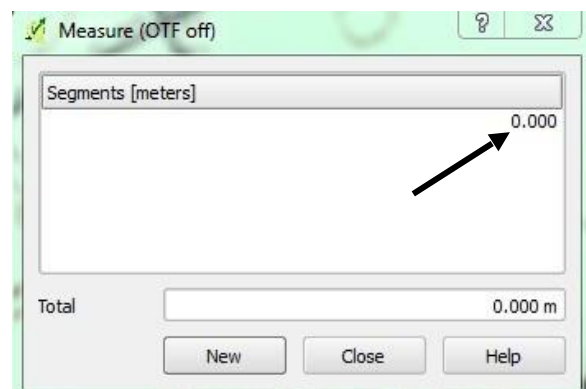 Measure (OTF off)
Segments [meters]
0.000
Total 0.000 m
New Close Help